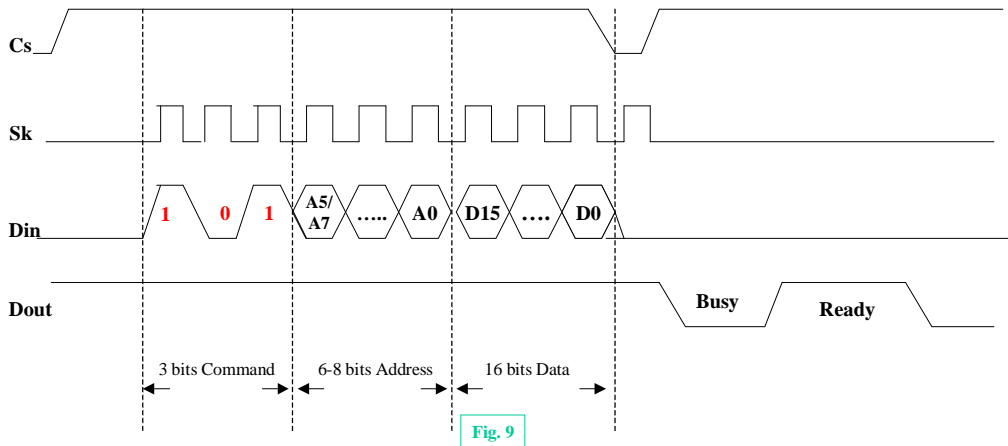 Cs
Sk
Din
1 0 1 A5/ A7 ..... A0 D15 .... D0
Dout
Busy Ready
3 bits Command 6-8 bits Address 16 bits Data
Fig. 9